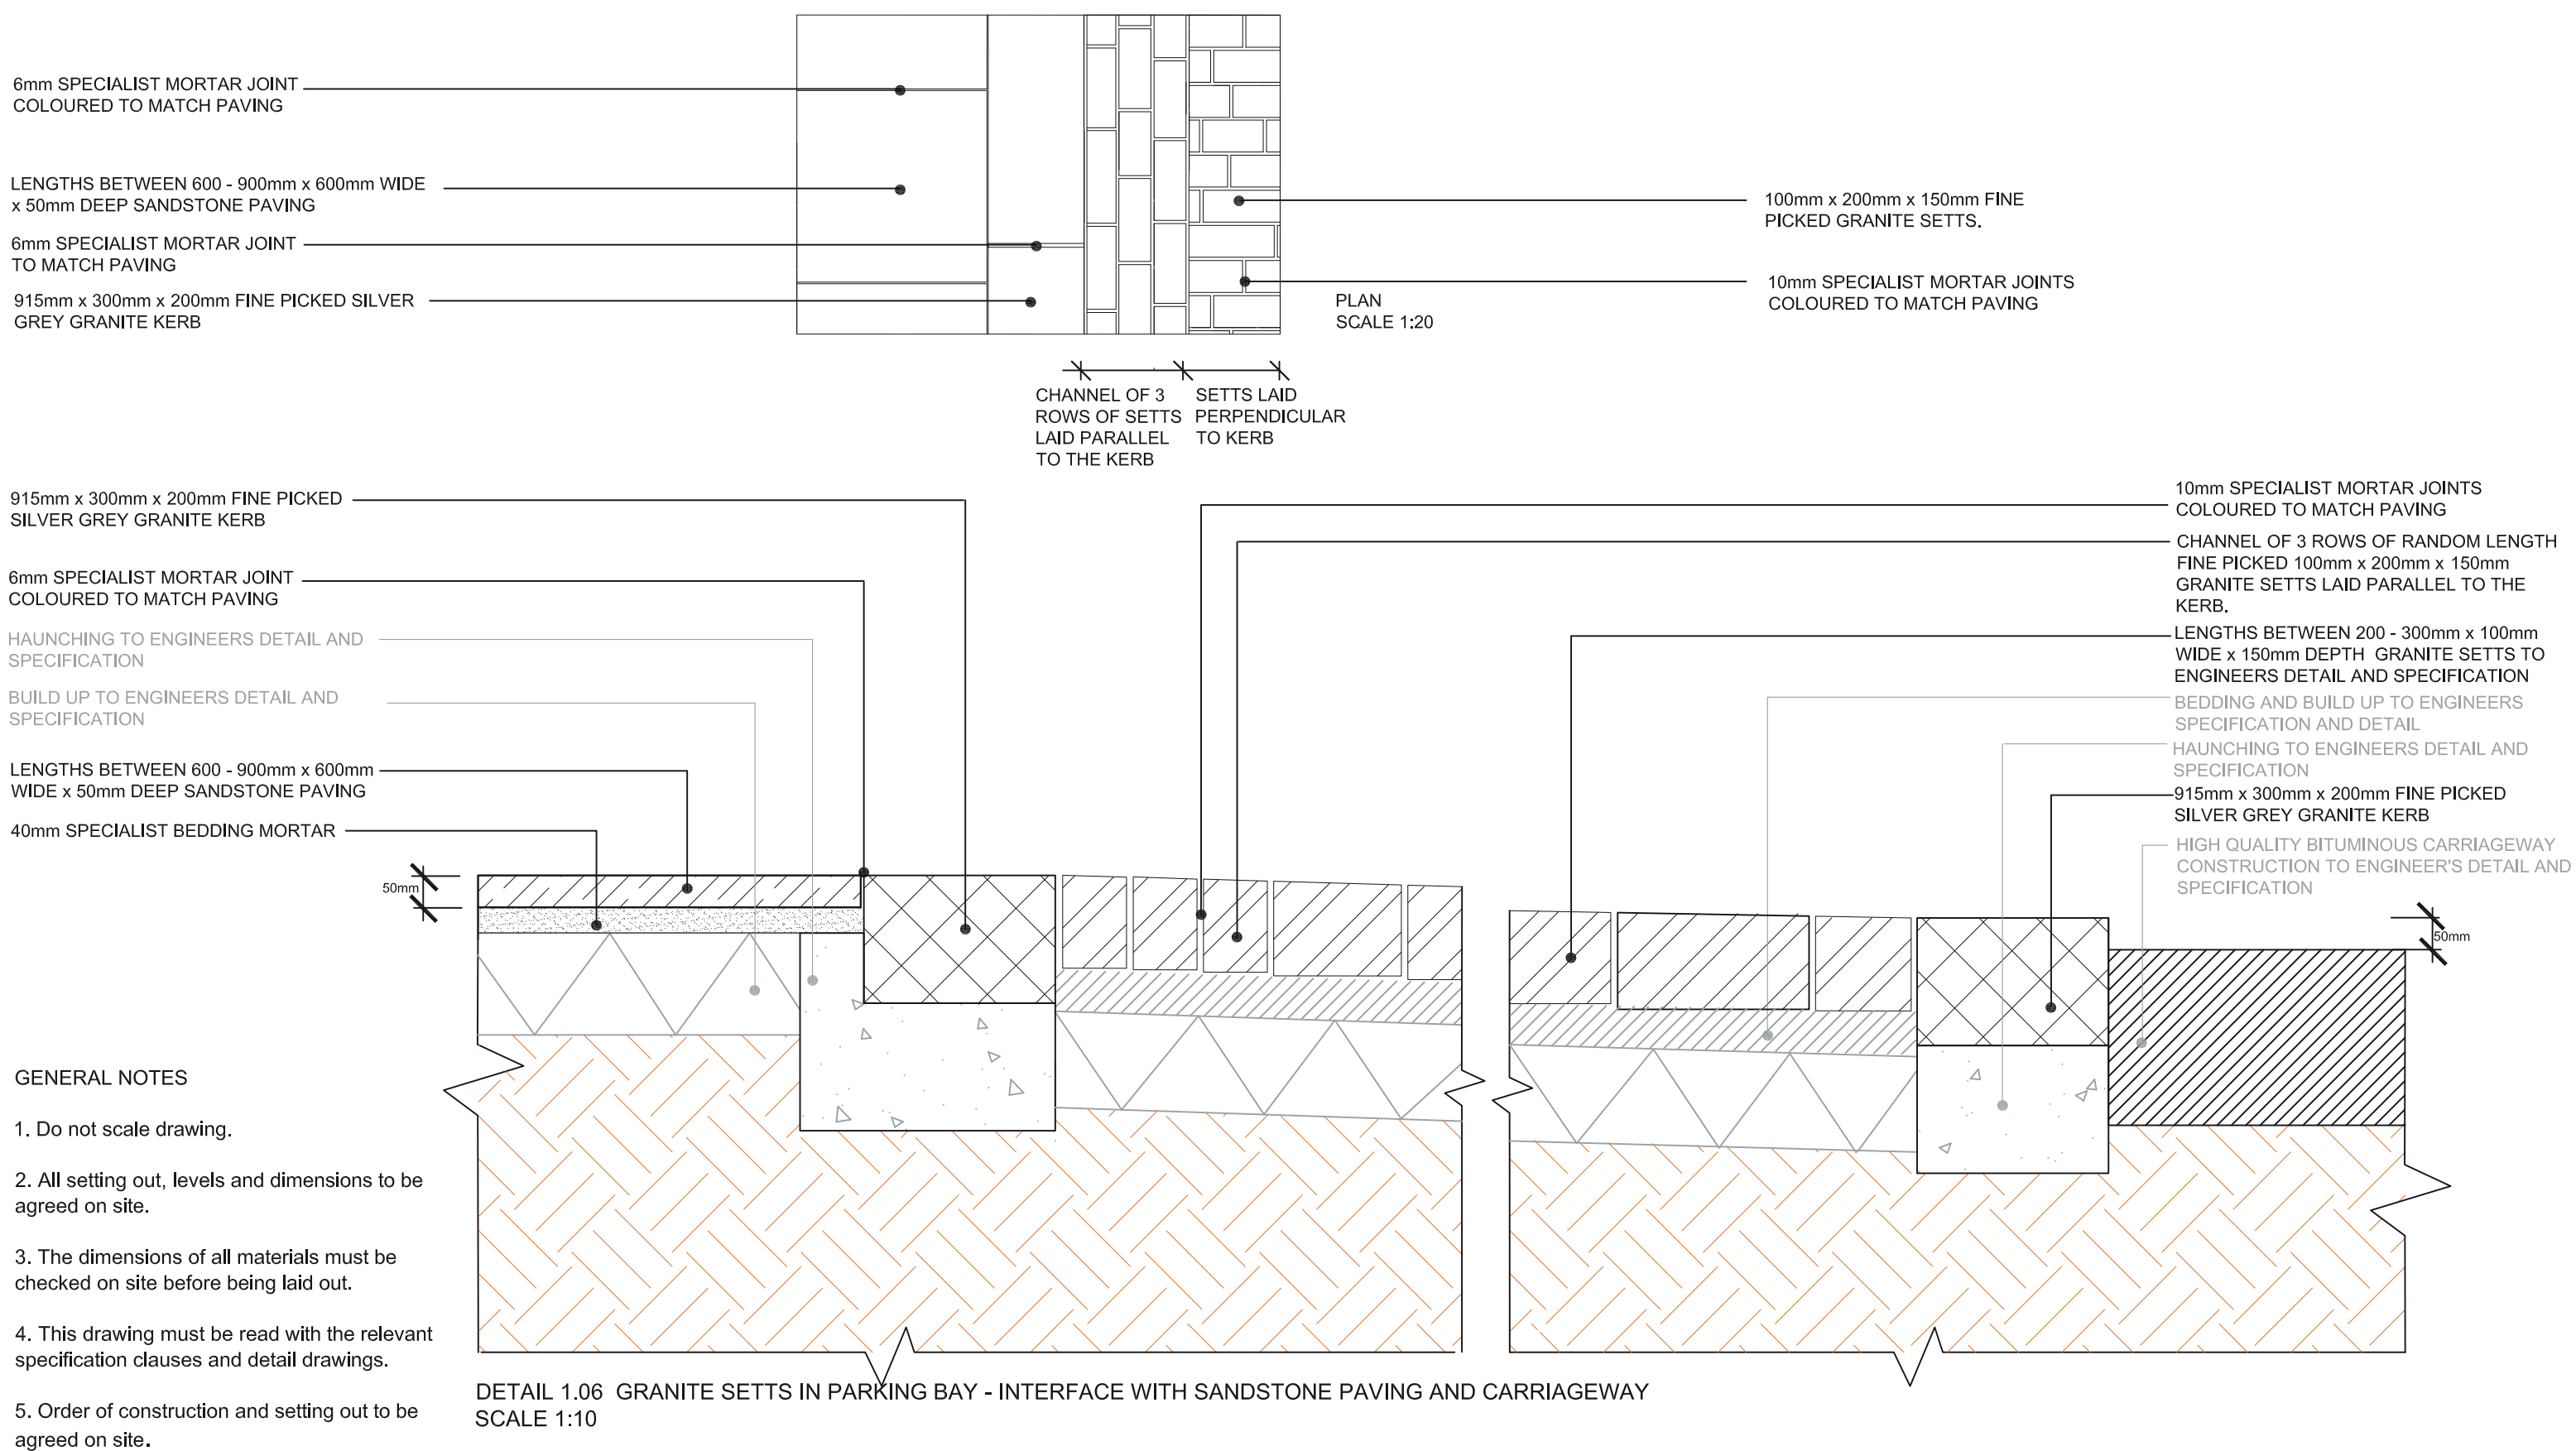 6mm SPECIALIST MORTAR JOINT
COLOURED TO MATCH PAVING
LENGTHS BETWEEN 600 - 900mm x 600mm WIDE
x 50mm DEEP SANDSTONE PAVING
6mm SPECIALIST MORTAR JOINT
TO MATCH PAVING
915mm x 300mm x 200mm FINE PICKED SILVER
GREY GRANITE KERB
100mm x 200mm x 150mm FINE
PICKED GRANITE SETTS.
10mm SPECIALIST MORTAR JOINTS
COLOURED TO MATCH PAVING
PLAN
SCALE 1:20
CHANNEL OF 3
ROWS OF SETTS
LAID PARALLEL
TO THE KERB
SETTS LAID
PERPENDICULAR
TO KERB
915mm x 300mm x 200mm FINE PICKED
SILVER GREY GRANITE KERB
6mm SPECIALIST MORTAR JOINT
COLOURED TO MATCH PAVING
HAUNCHING TO ENGINEERS DETAIL AND
SPECIFICATION
BUILD UP TO ENGINEERS DETAIL AND
SPECIFICATION
LENGTHS BETWEEN 600 - 900mm x 600mm
WIDE x 50mm DEEP SANDSTONE PAVING
40mm SPECIALIST BEDDING MORTAR
50mm
10mm SPECIALIST MORTAR JOINTS
COLOURED TO MATCH PAVING
CHANNEL OF 3 ROWS OF RANDOM LENGTH
FINE PICKED 100mm x 200mm x 150mm
GRANITE SETTS LAID PARALLEL TO THE
KERB.
LENGTHS BETWEEN 200 - 300mm x 100mm
WIDE x 150mm DEPTH GRANITE SETTS TO
ENGINEERS DETAIL AND SPECIFICATION
BEDDING AND BUILD UP TO ENGINEERS
SPECIFICATION AND DETAIL
HAUNCHING TO ENGINEERS DETAIL AND
SPECIFICATION
915mm x 300mm x 200mm FINE PICKED
SILVER GREY GRANITE KERB
HIGH QUALITY BITUMINOUS CARRIAGEWAY
CONSTRUCTION TO ENGINEER'S DETAIL AND
SPECIFICATION
50mm
GENERAL NOTES
1. Do not scale drawing.
2. All setting out, levels and dimensions to be
agreed on site.
3. The dimensions of all materials must be
checked on site before being laid out.
4. This drawing must be read with the relevant
specification clauses and detail drawings.
5. Order of construction and setting out to be
agreed on site.
DETAIL 1.06 GRANITE SETTS IN PARKING BAY - INTERFACE WITH SANDSTONE PAVING AND CARRIAGEWAY
SCALE 1:10